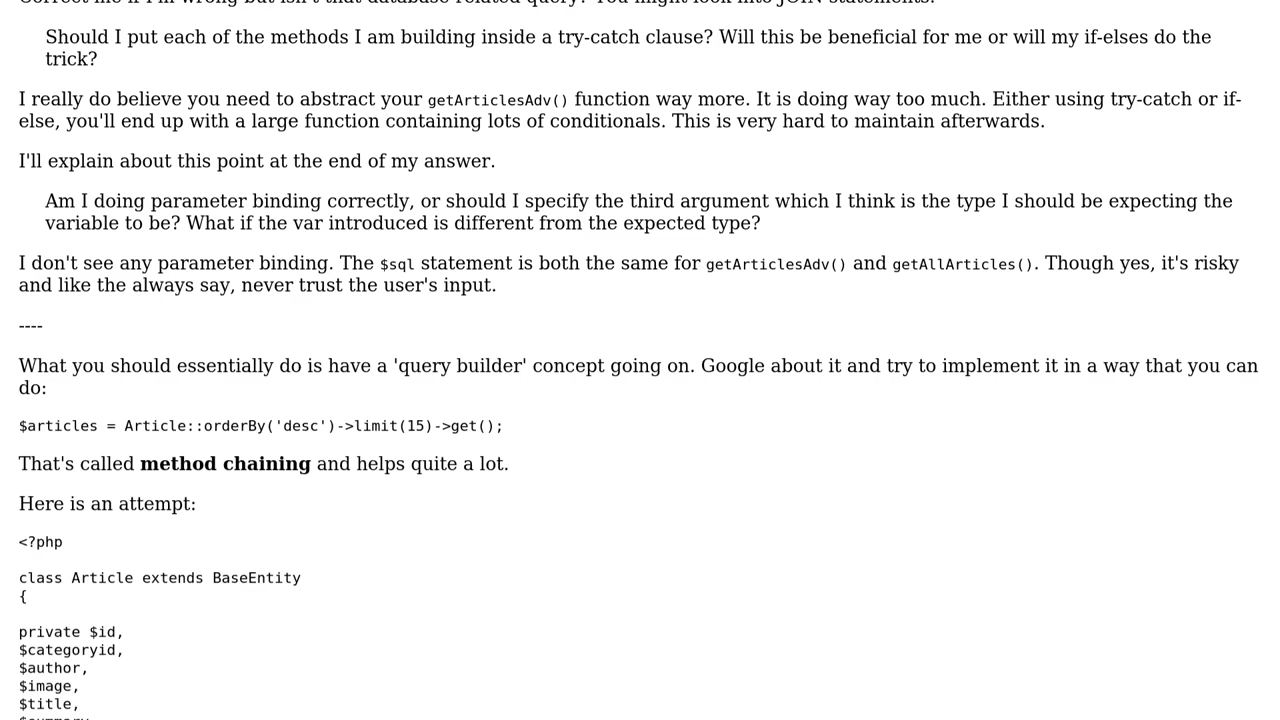 Correct me if I'm wrong but isn't that database related query? You might look into JOIN statements.
Should I put each of the methods I am building inside a try-catch clause? Will this be beneficial for me or will my if-elses do the
trick?
I really do believe you need to abstract your getArticlesAdv() function way more. It is doing way too much. Either using try-catch or if-
else, you'll end up with a large function containing lots of conditionals. This is very hard to maintain afterwards.
I'll explain about this point at the end of my answer.
Am I doing parameter binding correctly, or should I specify the third argument which I think is the type I should be expecting the
variable to be? What if the var introduced is different from the expected type?
I don't see any parameter binding. The $sql statement is both the same for getArticlesAdv() and getAllArticles(). Though yes, it's risky
and like the always say, never trust the user's input.
----
What you should essentially do is have a 'query builder' concept going on. Google about it and try to implement it in a way that you can
do:
$articles = Article::orderBy('desc')->limit(15)->get();
That's called method chaining and helps quite a lot.
Here is an attempt:
<?php
class Article extends BaseEntity
{
private $id,
$categoryid,
$author,
$image,
$title,